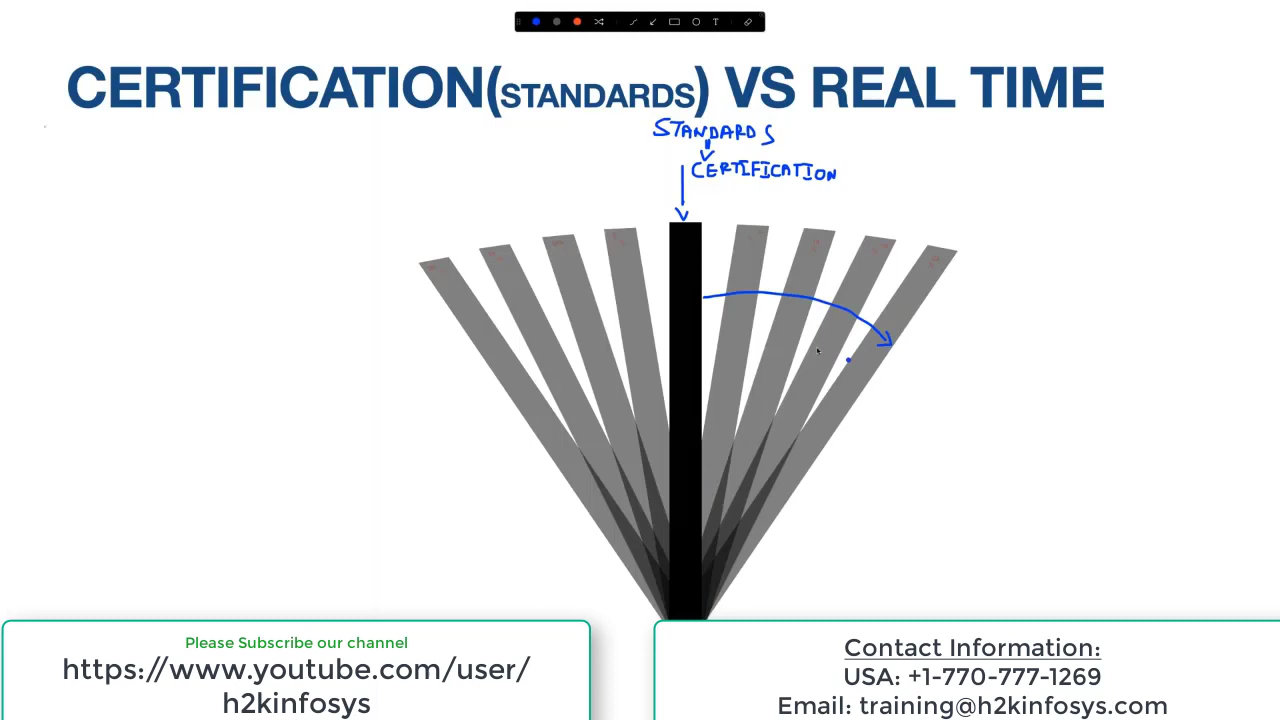 CERTIFICATION(STANDARDS) VS REAL TIME
STANDARDS
CERTIFICATION
Please Subscribe our channel
https://www.youtube.com/user/
h2kinfosys
Contact Information:
USA: +1-770-777-1269
Email: training@h2kinfosys.com